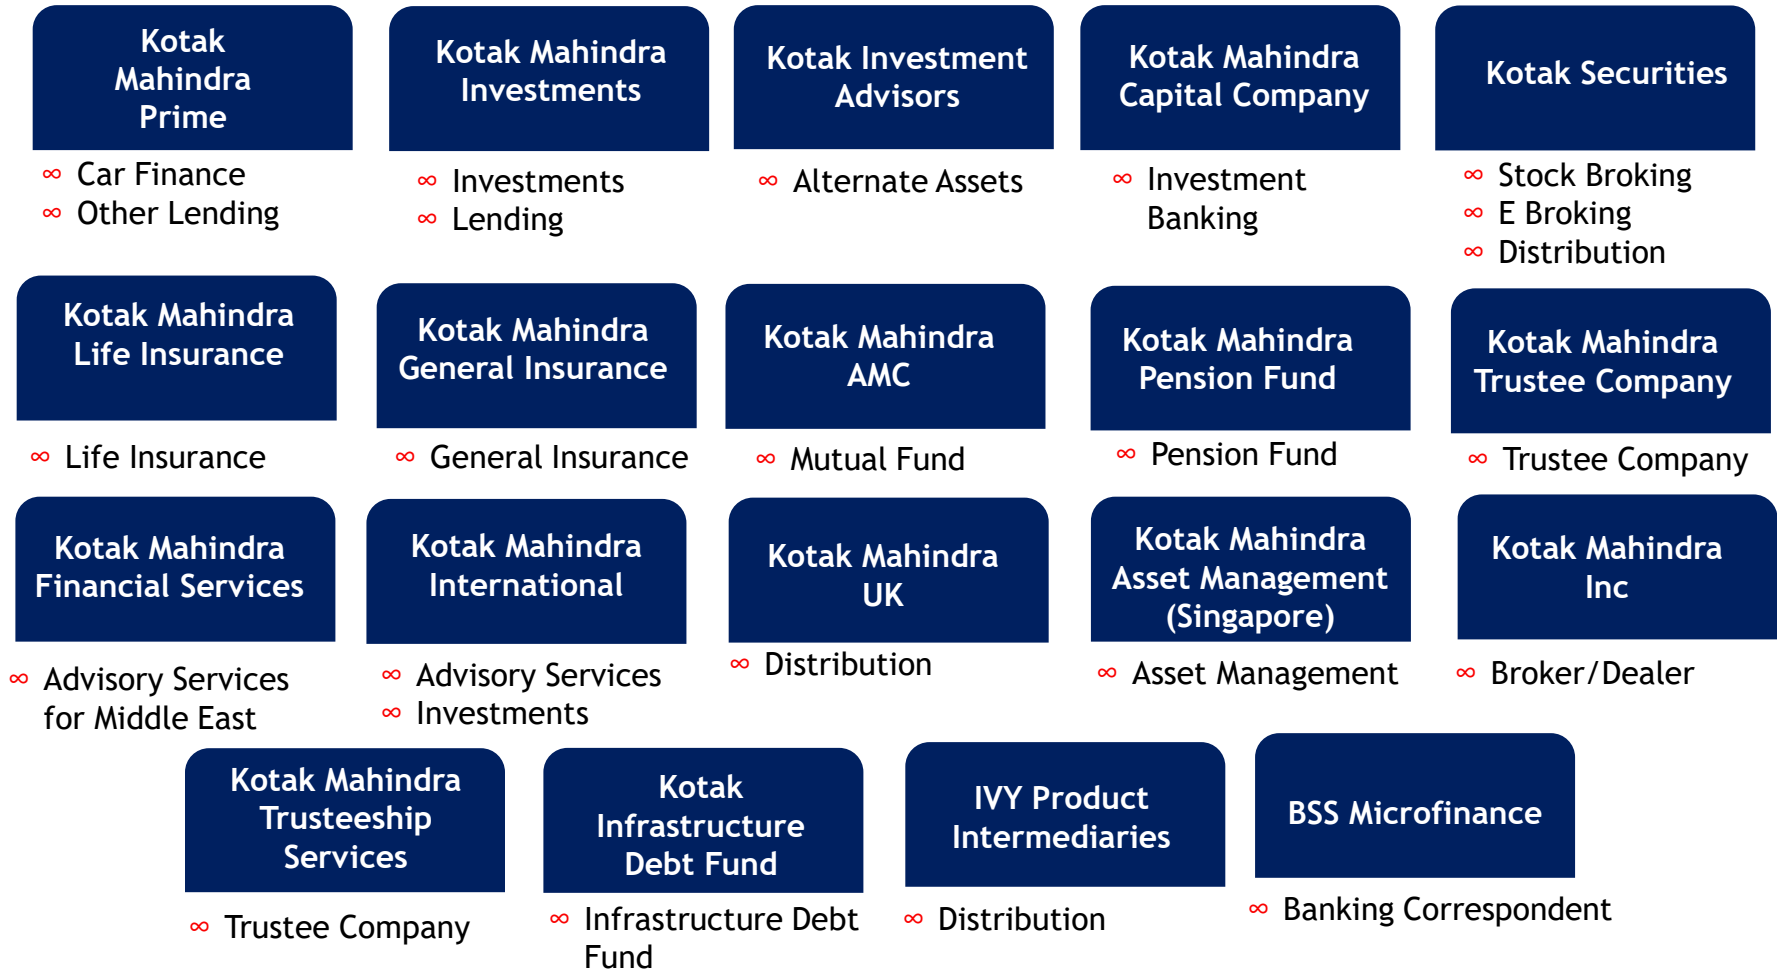 Kotak
Mahindra
Prime
∞ Car Finance
∞ Other Lending
Kotak Mahindra
Investments
∞ Investments
∞ Lending
Kotak Investment
Advisors
∞ Alternate Assets
Kotak Mahindra
Capital Company
∞ Investment
Banking
Kotak Securities
∞ Stock Broking
∞ E Broking
∞ Distribution
Kotak Mahindra
Life Insurance
∞ Life Insurance
Kotak Mahindra
General Insurance
∞ General Insurance
Kotak Mahindra
AMC
∞ Mutual Fund
Kotak Mahindra
Pension Fund
∞ Pension Fund
Kotak Mahindra
Trustee Company
∞ Trustee Company
Kotak Mahindra
Financial Services
∞ Advisory Services
for Middle East
Kotak Mahindra
International
∞ Advisory Services
∞ Investments
Kotak Mahindra
UK
∞ Distribution
Kotak Mahindra
Asset Management
(Singapore)
∞ Asset Management
Kotak Mahindra
Inc
∞ Broker/Dealer
Kotak Mahindra
Trusteeship
Services
∞ Trustee Company
Kotak
Infrastructure
Debt Fund
∞ Infrastructure Debt
Fund
IVY Product
Intermediaries
∞ Distribution
BSS Microfinance
∞ Banking Correspondent